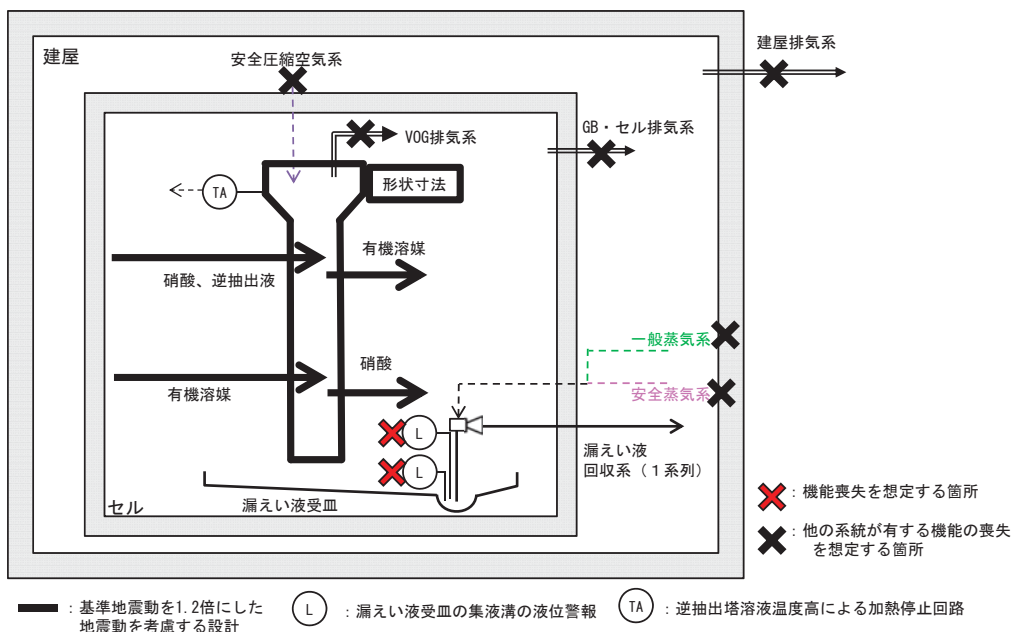 建屋
安全圧縮空気系
建屋排気系
GB・セル排気系
VOG排気系
形状寸法
TA
有機溶媒
硝酸、逆抽出液
一般蒸気系
硝酸
有機溶媒
安全蒸気系
L
漏えい液
回収系（１系列）
L
漏えい液受皿
セル
：機能喪失を想定する箇所
：他の系統が有する機能の喪失
を想定する箇所
：基準地震動を1.2倍にした
地震動を考慮する設計
L
：漏えい液受皿の集液溝の液位警報
TA
：逆抽出塔溶液温度高による加熱停止回路